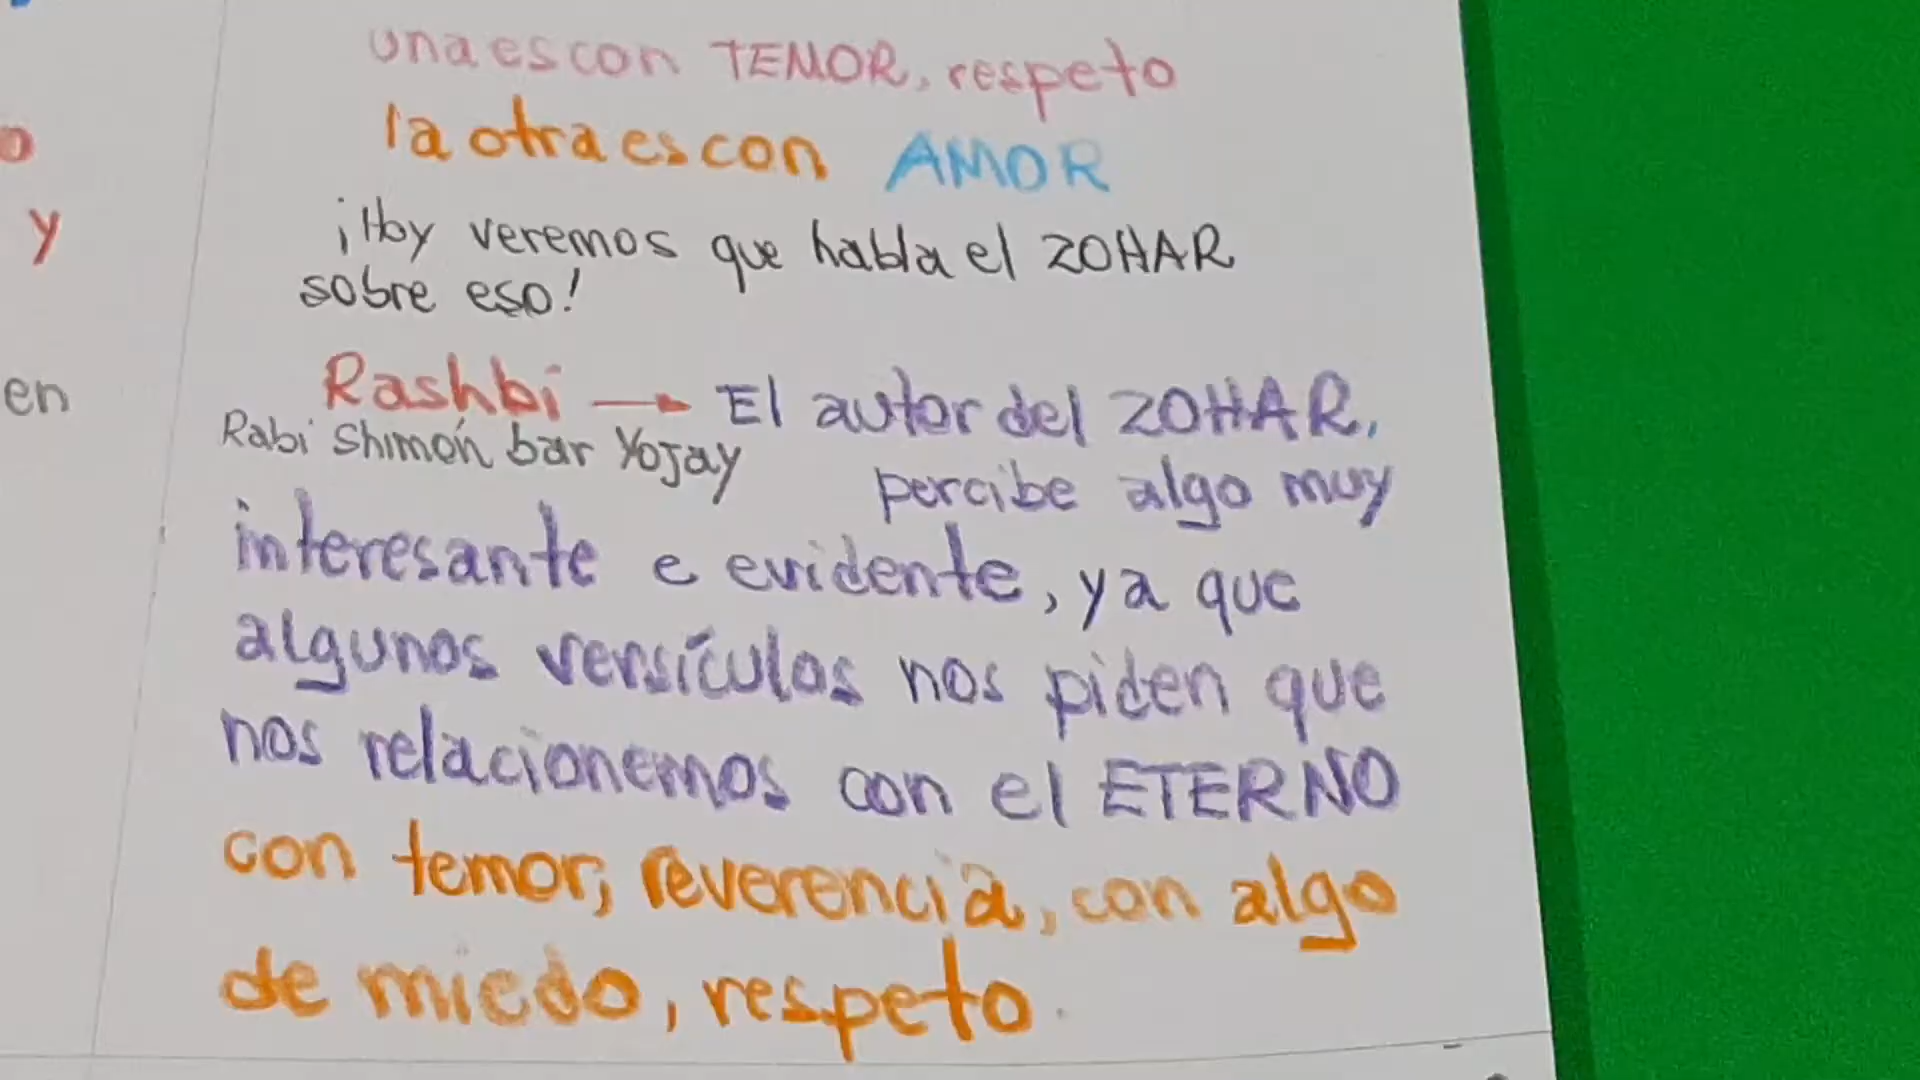 una es con TEMOR, respeto
la otra es con AMOR
¡Hoy veremos que habla el ZOHAR
sobre eso!
Rashbi → El autor del ZOHAR,
Rabi Shimón bar Yojay percibe algo muy
interesante e evidente, ya que
algunos versículos nos piden que
nos relacionemos con el ETERNO
con temor, reverencia, con algo
de miedo, respeto.
o
y
en